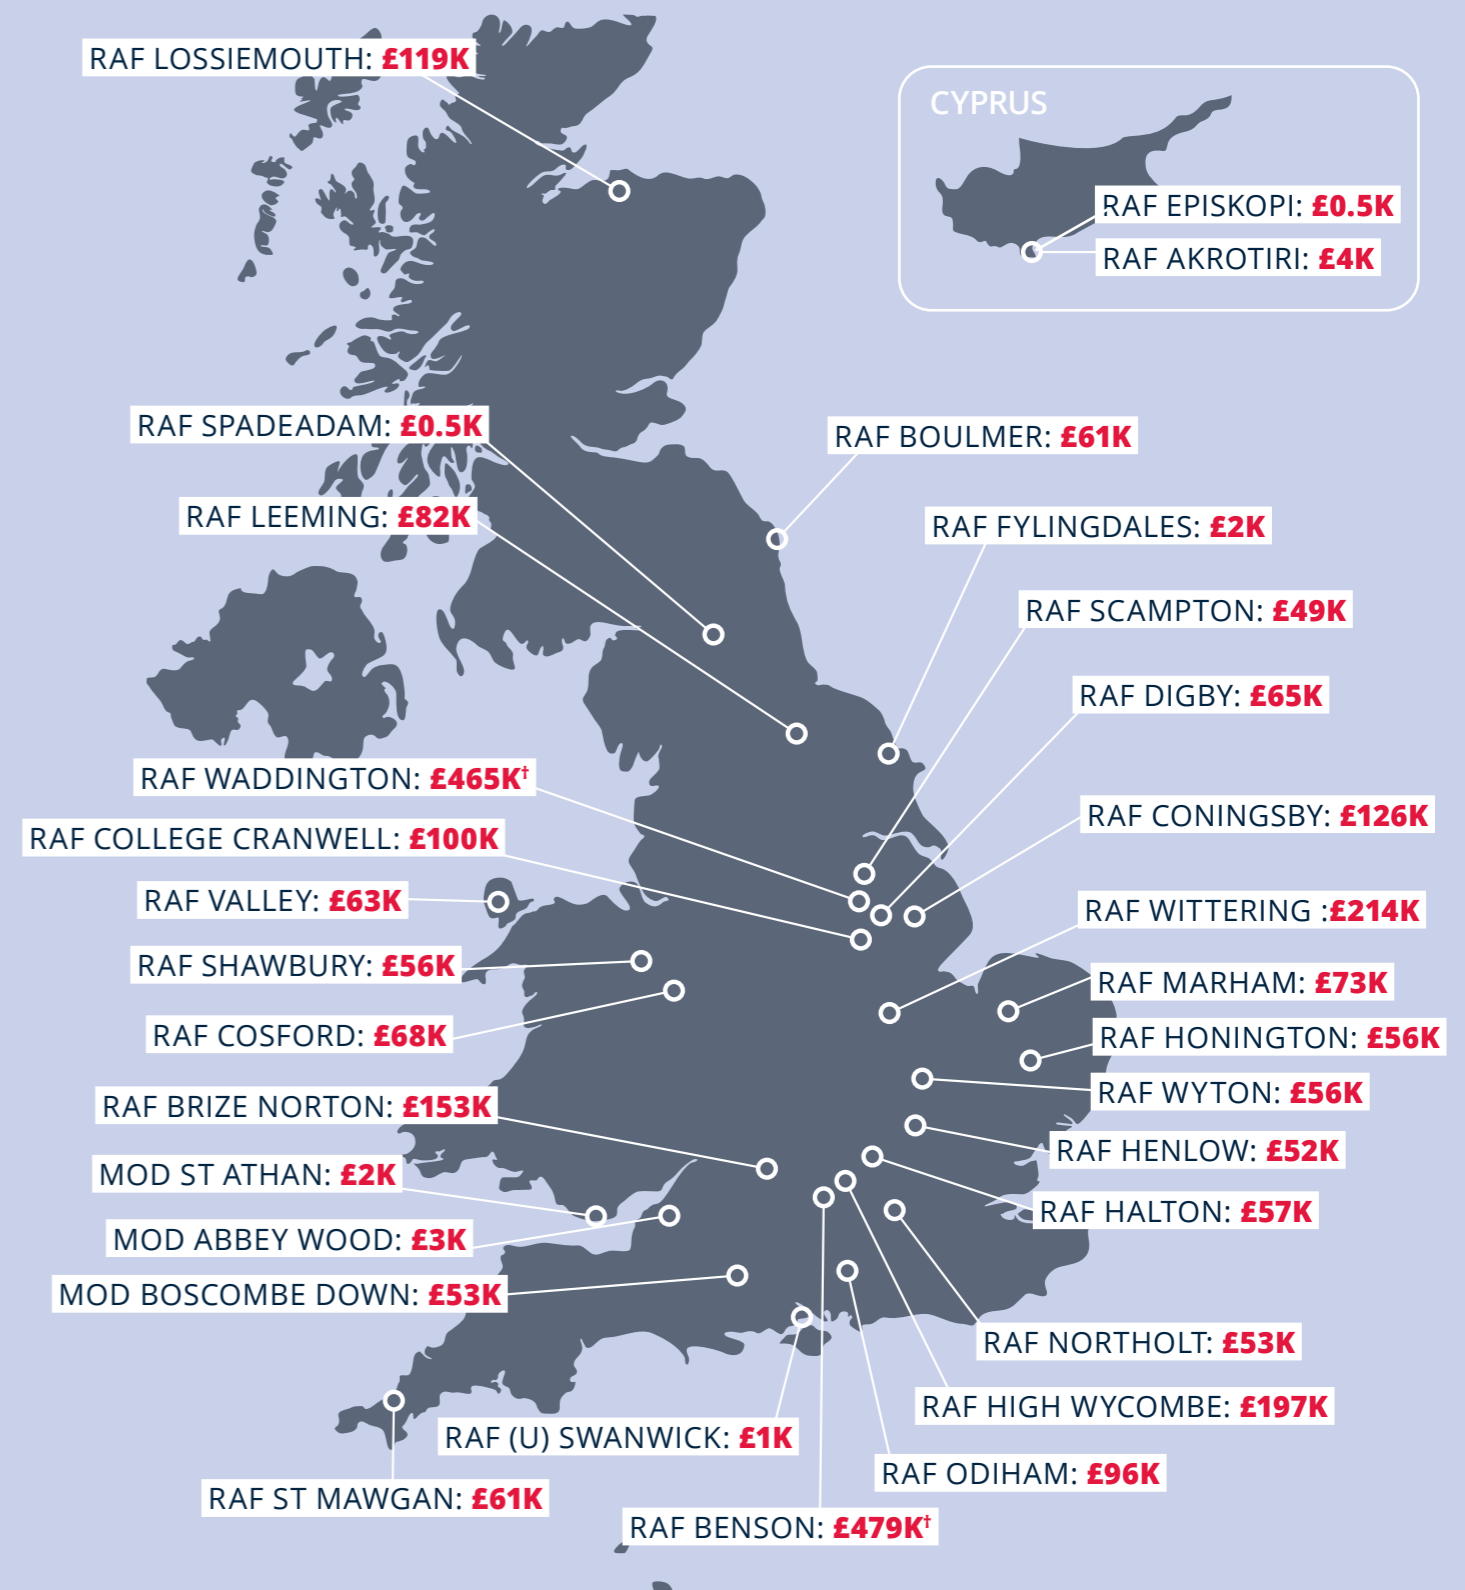 RAF LOSSIEMOUTH: £119K
CYPRUS
RAF EPISKOPI: £0.5K
RAF AKROTIRI: £4K
RAF SPADEADAM: £0.5K
RAF BOULMER: £61K
RAF LEEMING: £82K
RAF FYLINGDALES: £2K
RAF SCAMPTON: £49K
RAF DIGBY: £65K
RAF WADDINGTON: £465K†
RAF CONINGSBY: £126K
RAF COLLEGE CRANWELL: £100K
RAF VALLEY: £63K
RAF WITTERING :£214K
RAF SHAWBURY: £56K
RAF MARHAM: £73K
RAF COSFORD: £68K
RAF HONINGTON: £56K
RAF WYTON: £56K
RAF BRIZE NORTON: £153K
RAF HENLOW: £52K
MOD ST ATHAN: £2K
RAF HALTON: £57K
MOD ABBEY WOOD: £3K
MOD BOSCOMBE DOWN: £53K
RAF NORTHOLT: £53K
RAF HIGH WYCOMBE: £197K
RAF (U) SWANWICK: £1K
RAF ODIHAM: £96K
RAF ST MAWGAN: £61K
RAF BENSON: £479K†